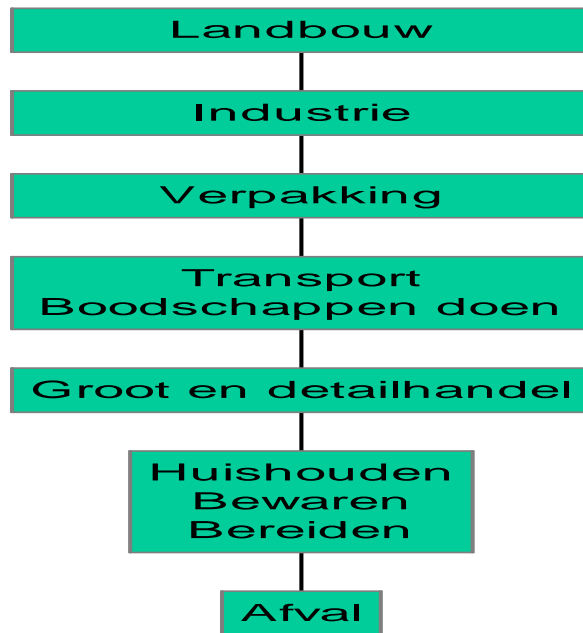 Landbouw
Industrie
Verpakking
Transport
Boodschappen doen
Groot en detailhandel
Huishouden
Bewaren
Bereiden
Afval